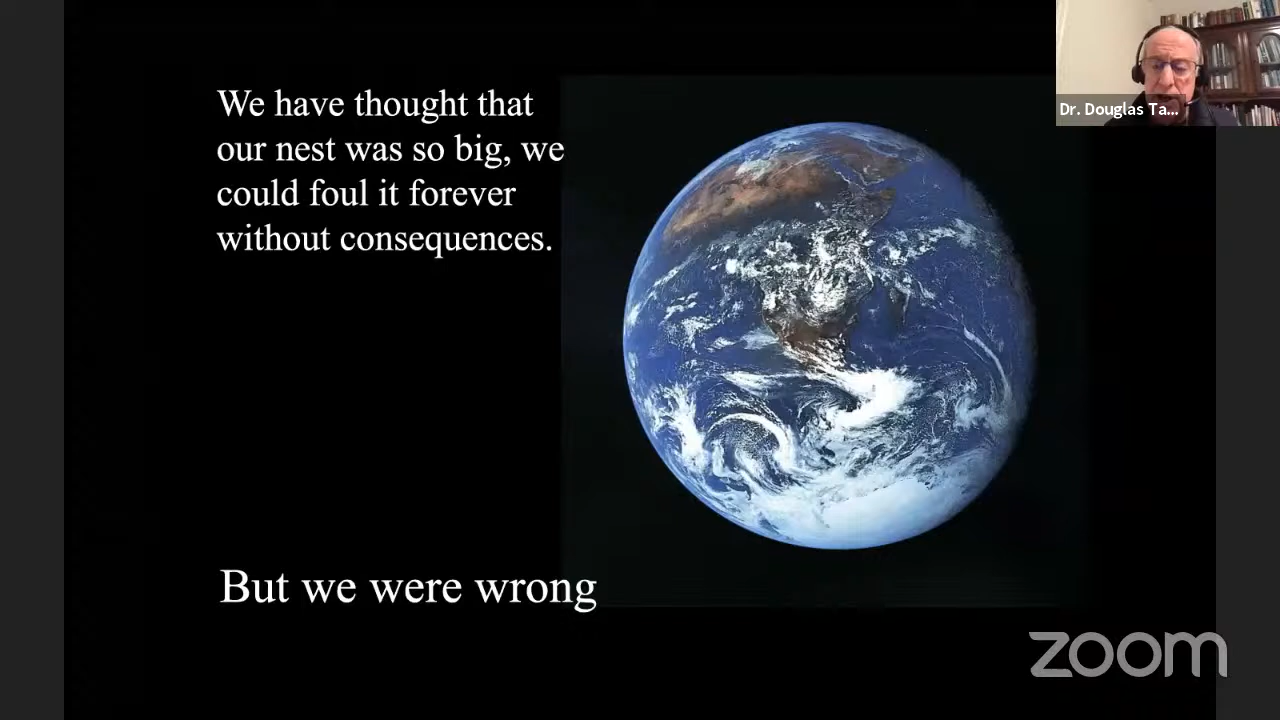 We have thought that
our nest was so big, we
could foul it forever
without consequences.
But we were wrong
Dr. Douglas Ta...
zoom